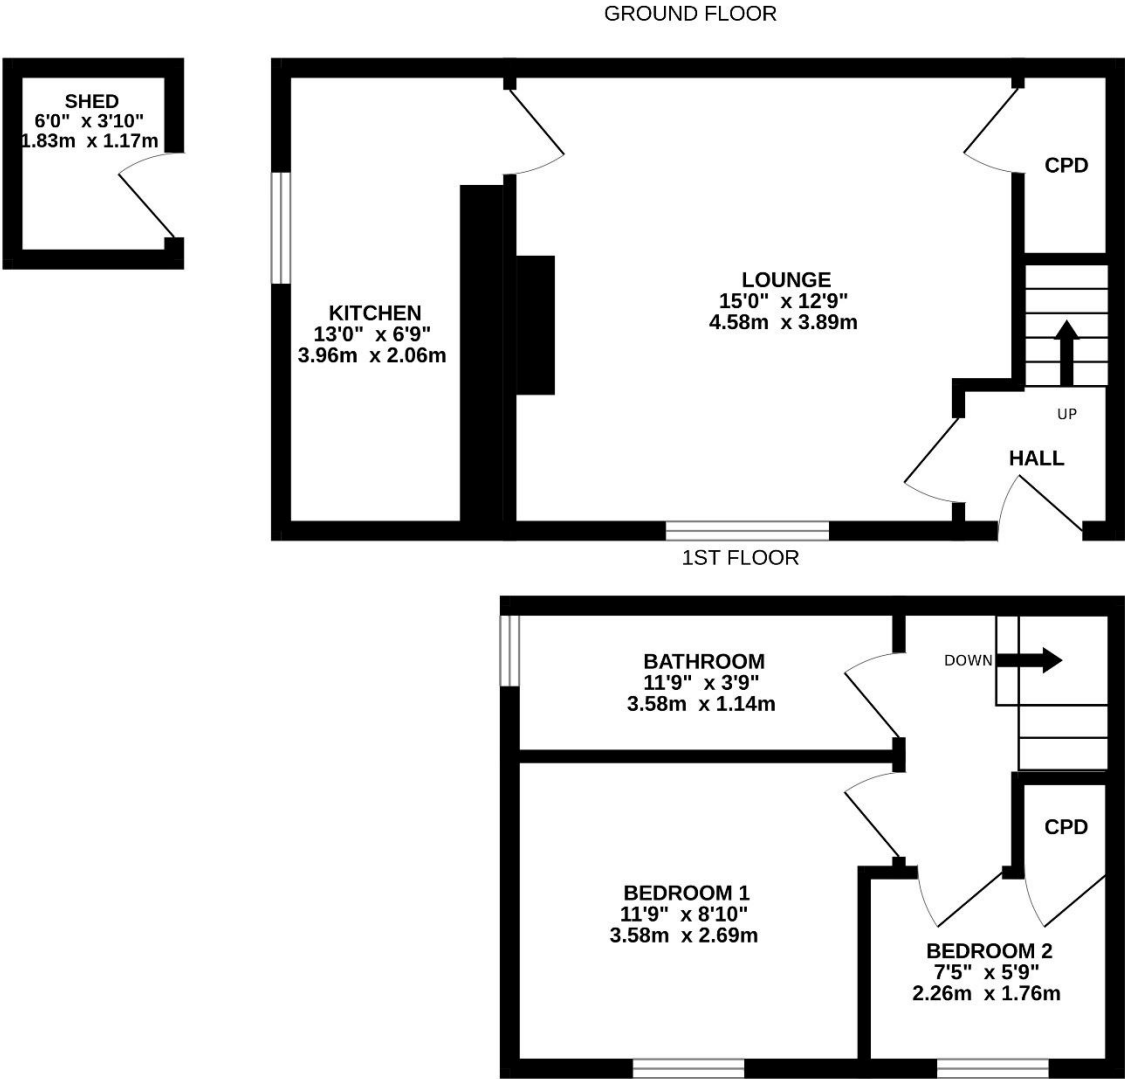 GROUND FLOOR
SHED
6'0" x 3'10"
1.83m x 1.17m
CPD
LOUNGE
15'0" x 12'9"
4.58m x 3.89m
KITCHEN
13'0" x 6'9"
3.96m x 2.06m
UP
HALL
1ST FLOOR
BATHROOM
11'9" x 3'9"
3.58m x 1.14m
DOWN
CPD
BEDROOM 1
11'9" x 8'10"
3.58m x 2.69m
BEDROOM 2
7'5" x 5'9"
2.26m x 1.76m